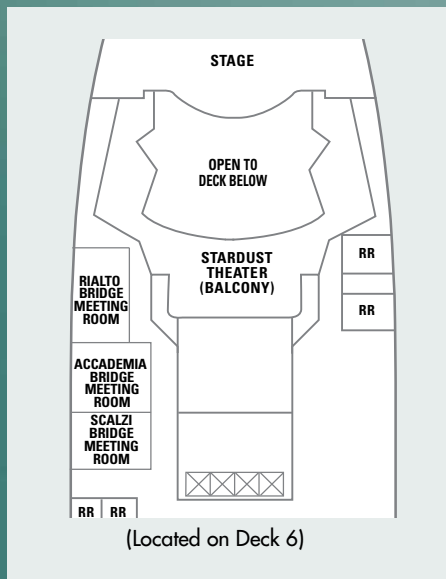 STAGE
OPEN TO
DECK BELOW
STARDUST
THEATER
(BALCONY)
RR
RR
RIALTO
BRIDGE
MEETING
ROOM
ACCADEMIA
BRIDGE
MEETING
ROOM
SCALZI
BRIDGE
MEETING
ROOM
RR RR
(Located on Deck 6)